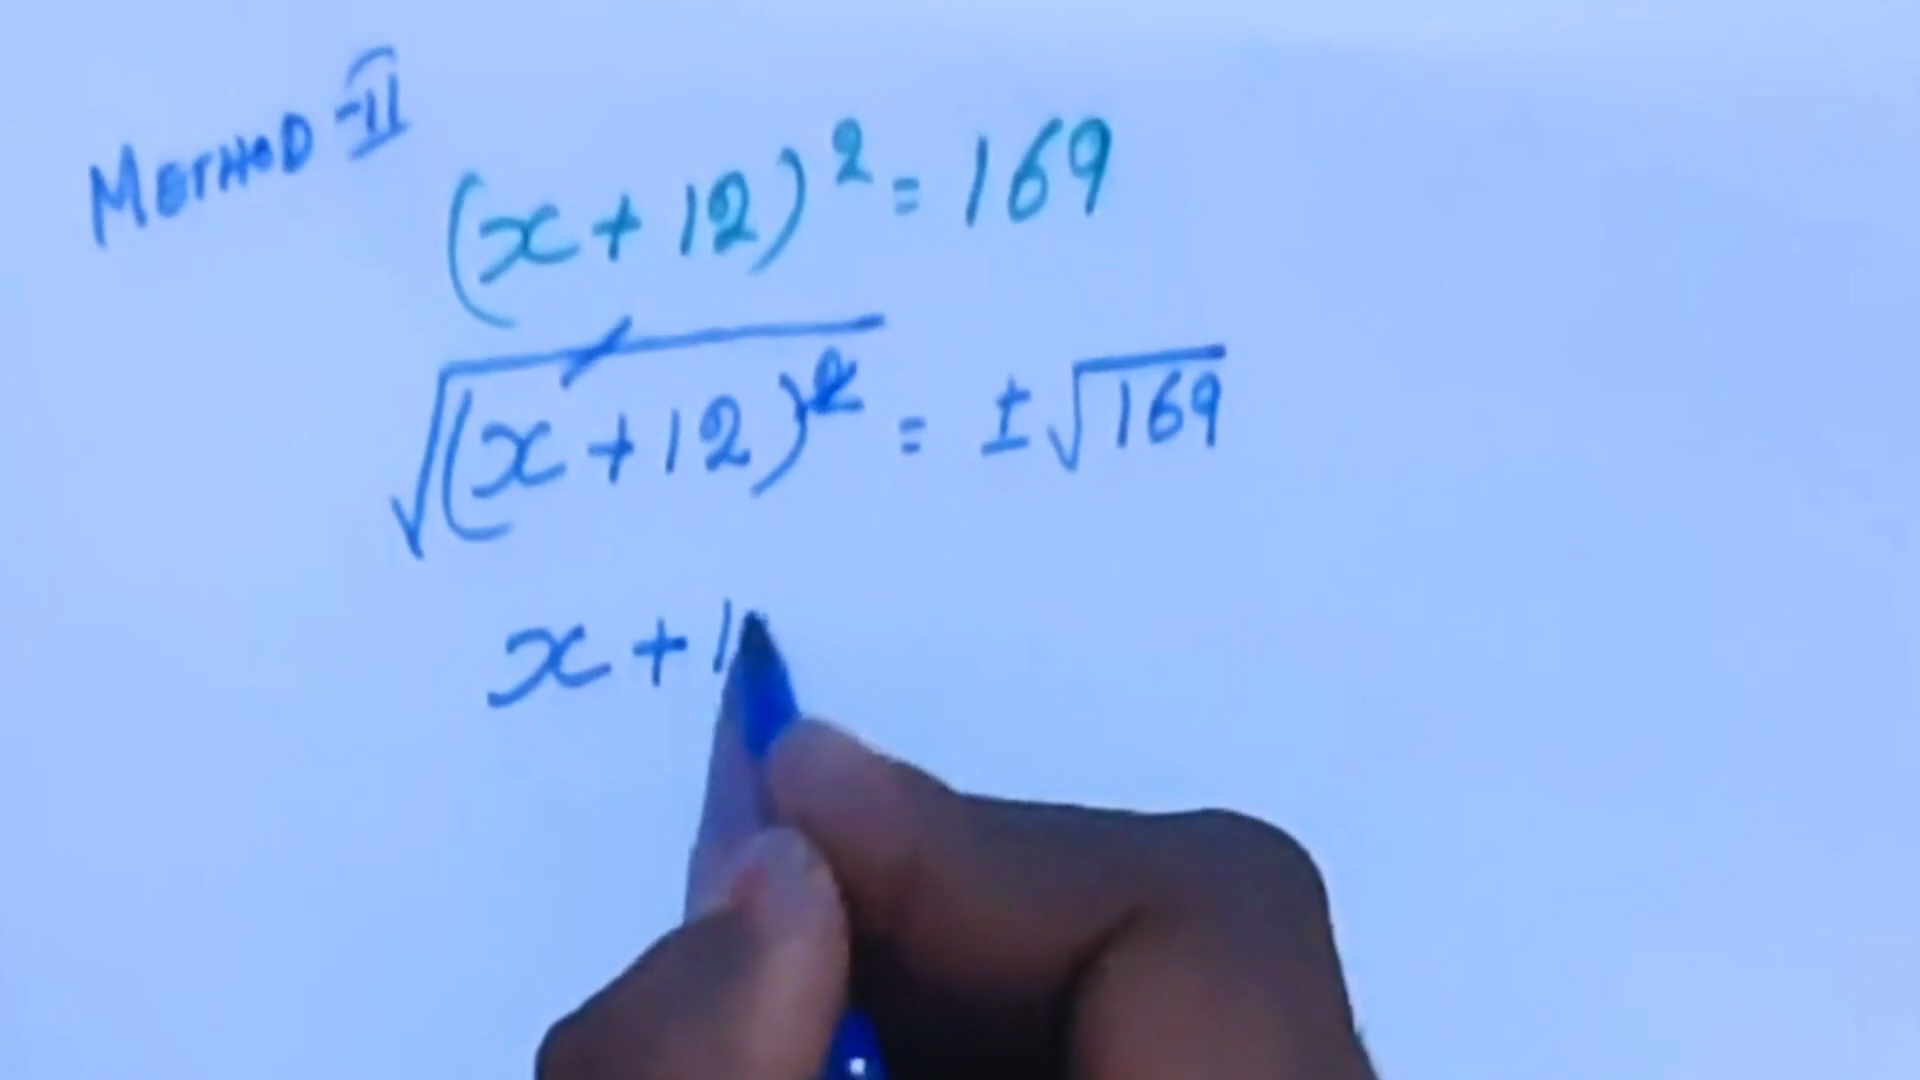 METHOD-II
(x+12)² = 169
√(x+12)² = ±√169
x+1